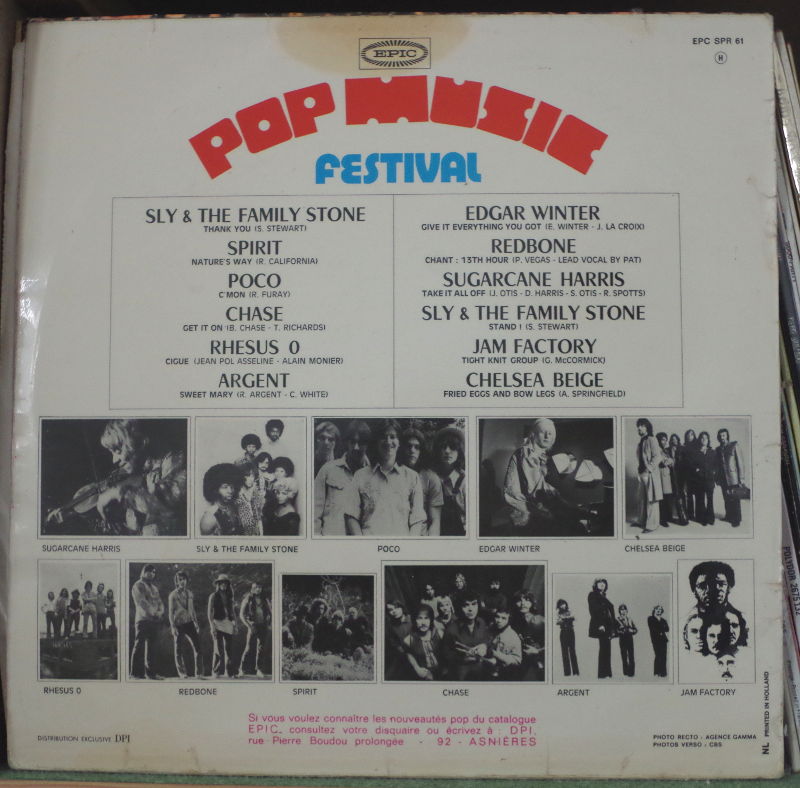 EPIC
EPC SPR 61
H
POP MUSIC
FESTIVAL
SLY & THE FAMILY STONE
THANK YOU (S. STEWART)
SPIRIT
NATURE'S WAY (R. CALIFORNIA)
POCO
C'MON (R. FURAY)
CHASE
GET IT ON (B. CHASE - T. RICHARDS)
RHESUS O
CIGUE (JEAN POL ASSELINE - ALAIN MONIER)
ARGENT
SWEET MARY (R. ARGENT - C. WHITE)
EDGAR WINTER
GIVE IT EVERYTHING YOU GOT (E. WINTER - J. LA CROIX)
REDBONE
CHANT : 13TH HOUR (P. VEGAS - LEAD VOCAL BY PAT)
SUGARCANE HARRIS
TAKE IT ALL OFF (J. OTIS - D. HARRIS - S. OTIS - R. SPOTTS)
SLY & THE FAMILY STONE
STAND ! (S. STEWART)
JAM FACTORY
TIGHT KNIT GROUP (G. McCORMICK)
CHELSEA BEIGE
FRIED EGGS AND BOW LEGS (A. SPRINGFIELD)
SUGARCANE HARRIS
SLY & THE FAMILY STONE
POCO
EDGAR WINTER
CHELSEA BEIGE
RHESUS O
REDBONE
SPIRIT
CHASE
ARGENT
JAM FACTORY
Si vous voulez connaître les nouveautés pop du catalogue
EPIC, consultez votre disquaire ou écrivez à : DPI,
rue Pierre Boudou prolongée - 92 - ASNIÈRES
DISTRIBUTION EXCLUSIVE DPI
PHOTO RECTO - AGENCE GAMMA
PHOTOS VERSO - CBS
NL PRINTED IN HOLLAND